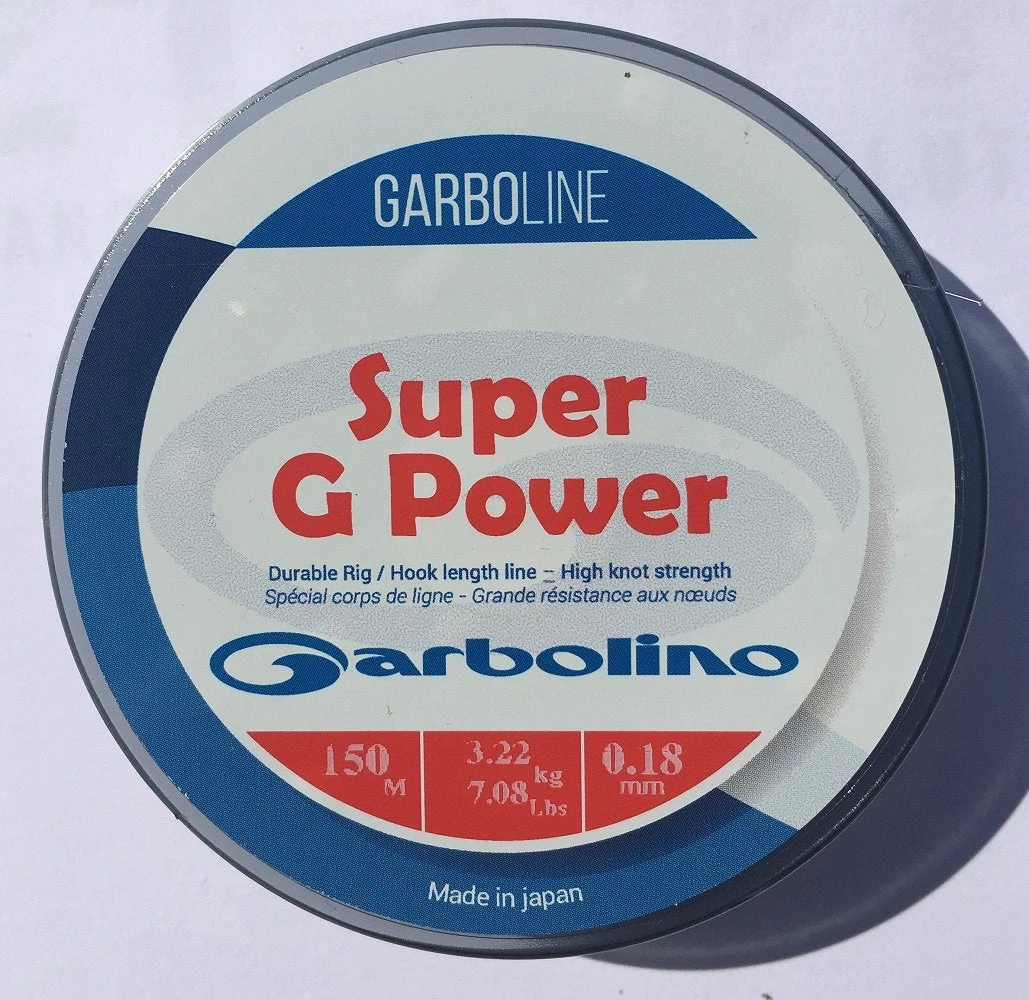 GARBOLINE
Super
G Power
Durable Rig / Hook length line – High knot strength
Spécial corps de ligne - Grande résistance aux nœuds
Garbolino
150 M
3.22 kg
7.08 Lbs
0.18 mm
Made in japan